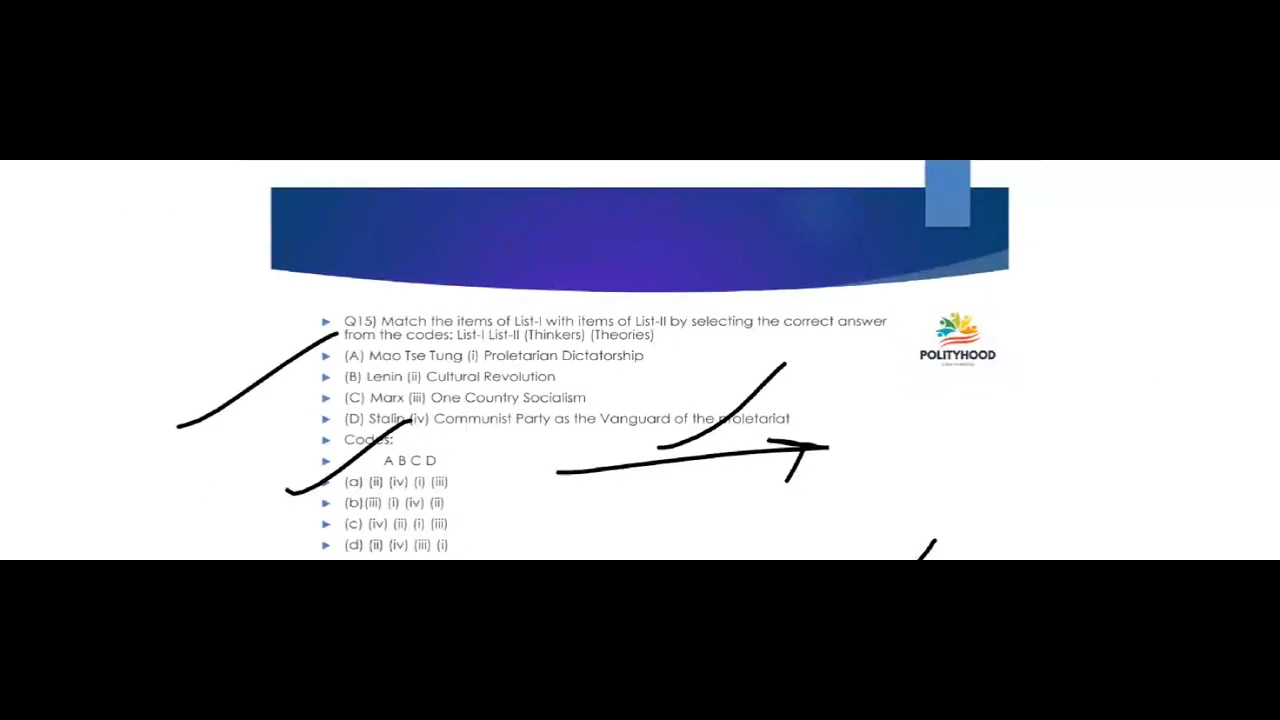 Q15) Match the items of List-I with items of List-II by selecting the correct answer
from the codes: List-I List-II (Thinkers) (Theories)
(A) Mao Tse Tung (i) Proletarian Dictatorship
(B) Lenin (ii) Cultural Revolution
(C) Marx (iii) One Country Socialism
(D) Stalin (iv) Communist Party as the Vanguard of the proletariat
Codes:
A B C D
(a) (ii) (iv) (i) (iii)
(b)(iii) (i) (iv) (ii)
(c) (iv) (ii) (i) (iii)
(d) (ii) (iv) (iii) (i)
POLITYHOOD